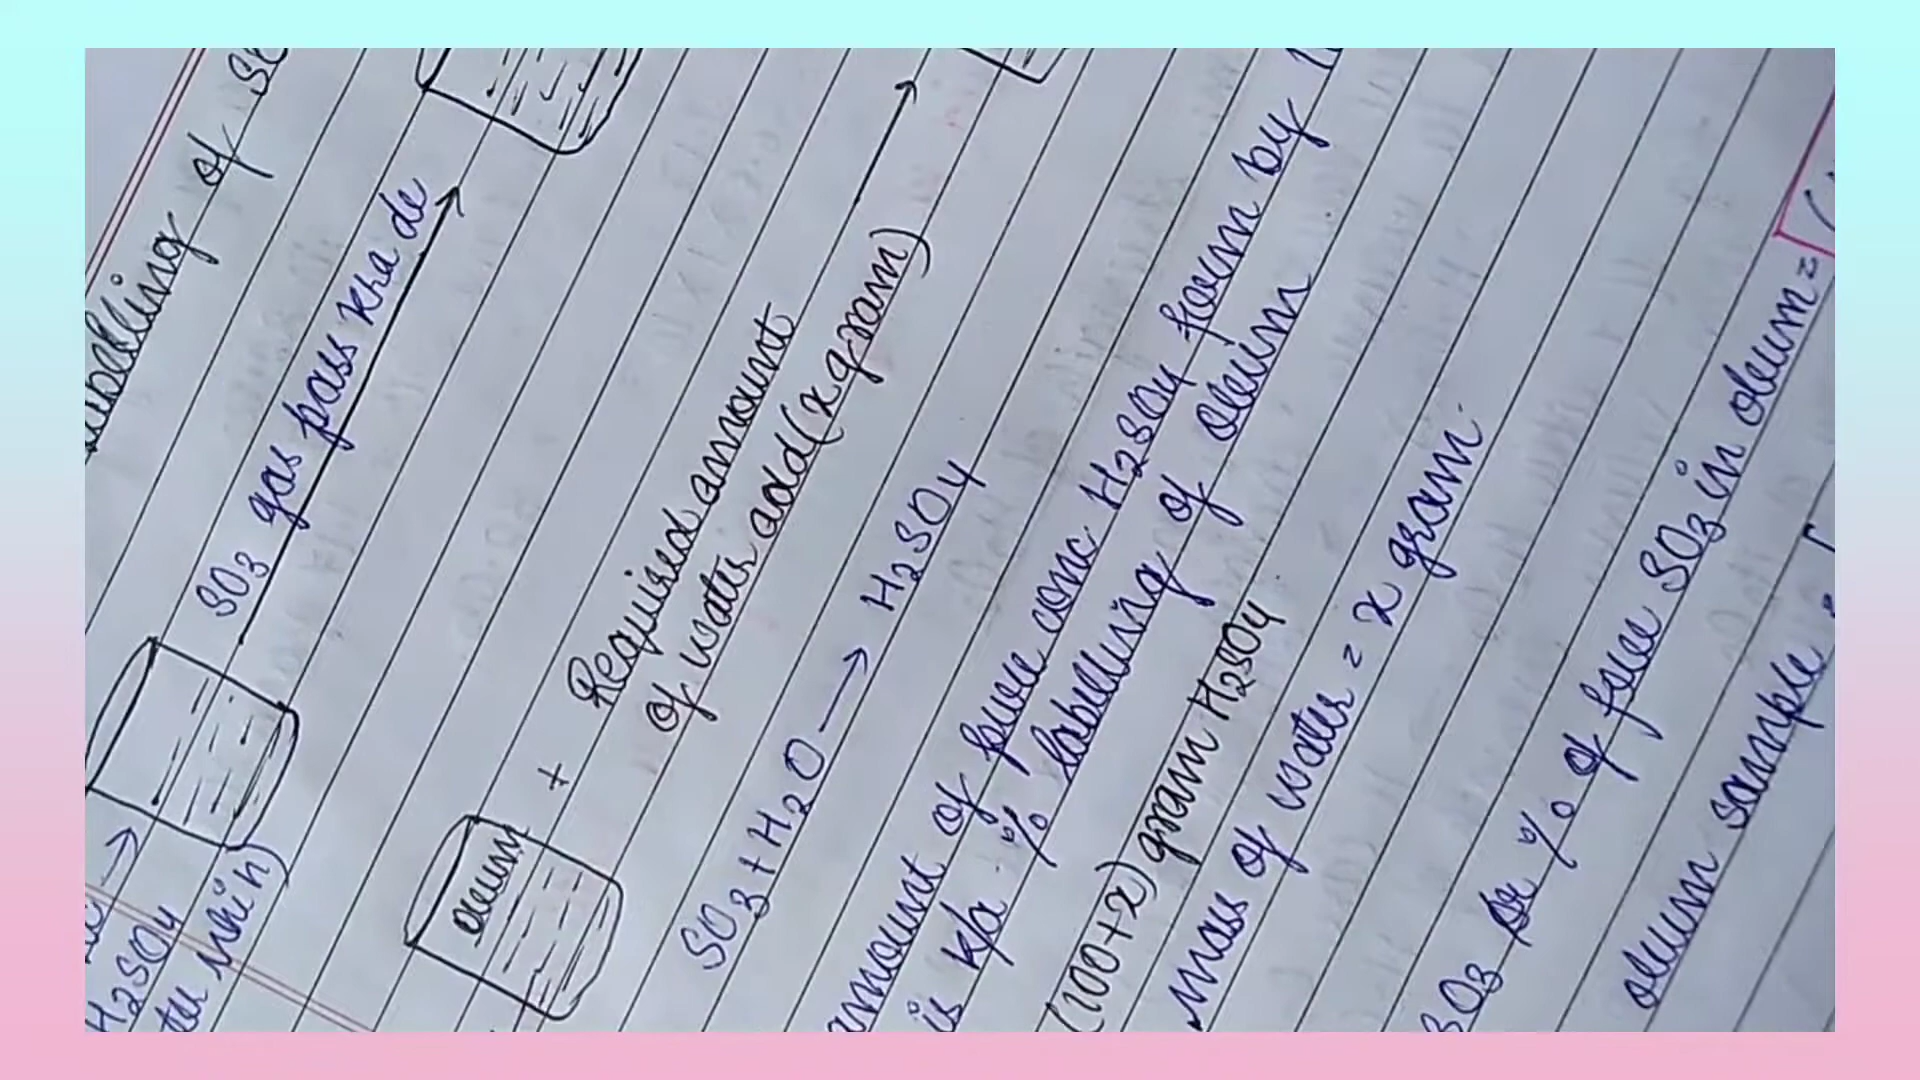 labelling of
SO3 gas pass kra de
H2SO4
Oleum
+
Required amount
of water add (x gram)
SO3 + H2O → H2SO4
amount of pure conc. H2SO4 form by
is k/a % labelling of oleum
(100+x) gram H2SO4
mass of water = x gram.
SO3 or % of free SO3 in oleum =
oleum sample =